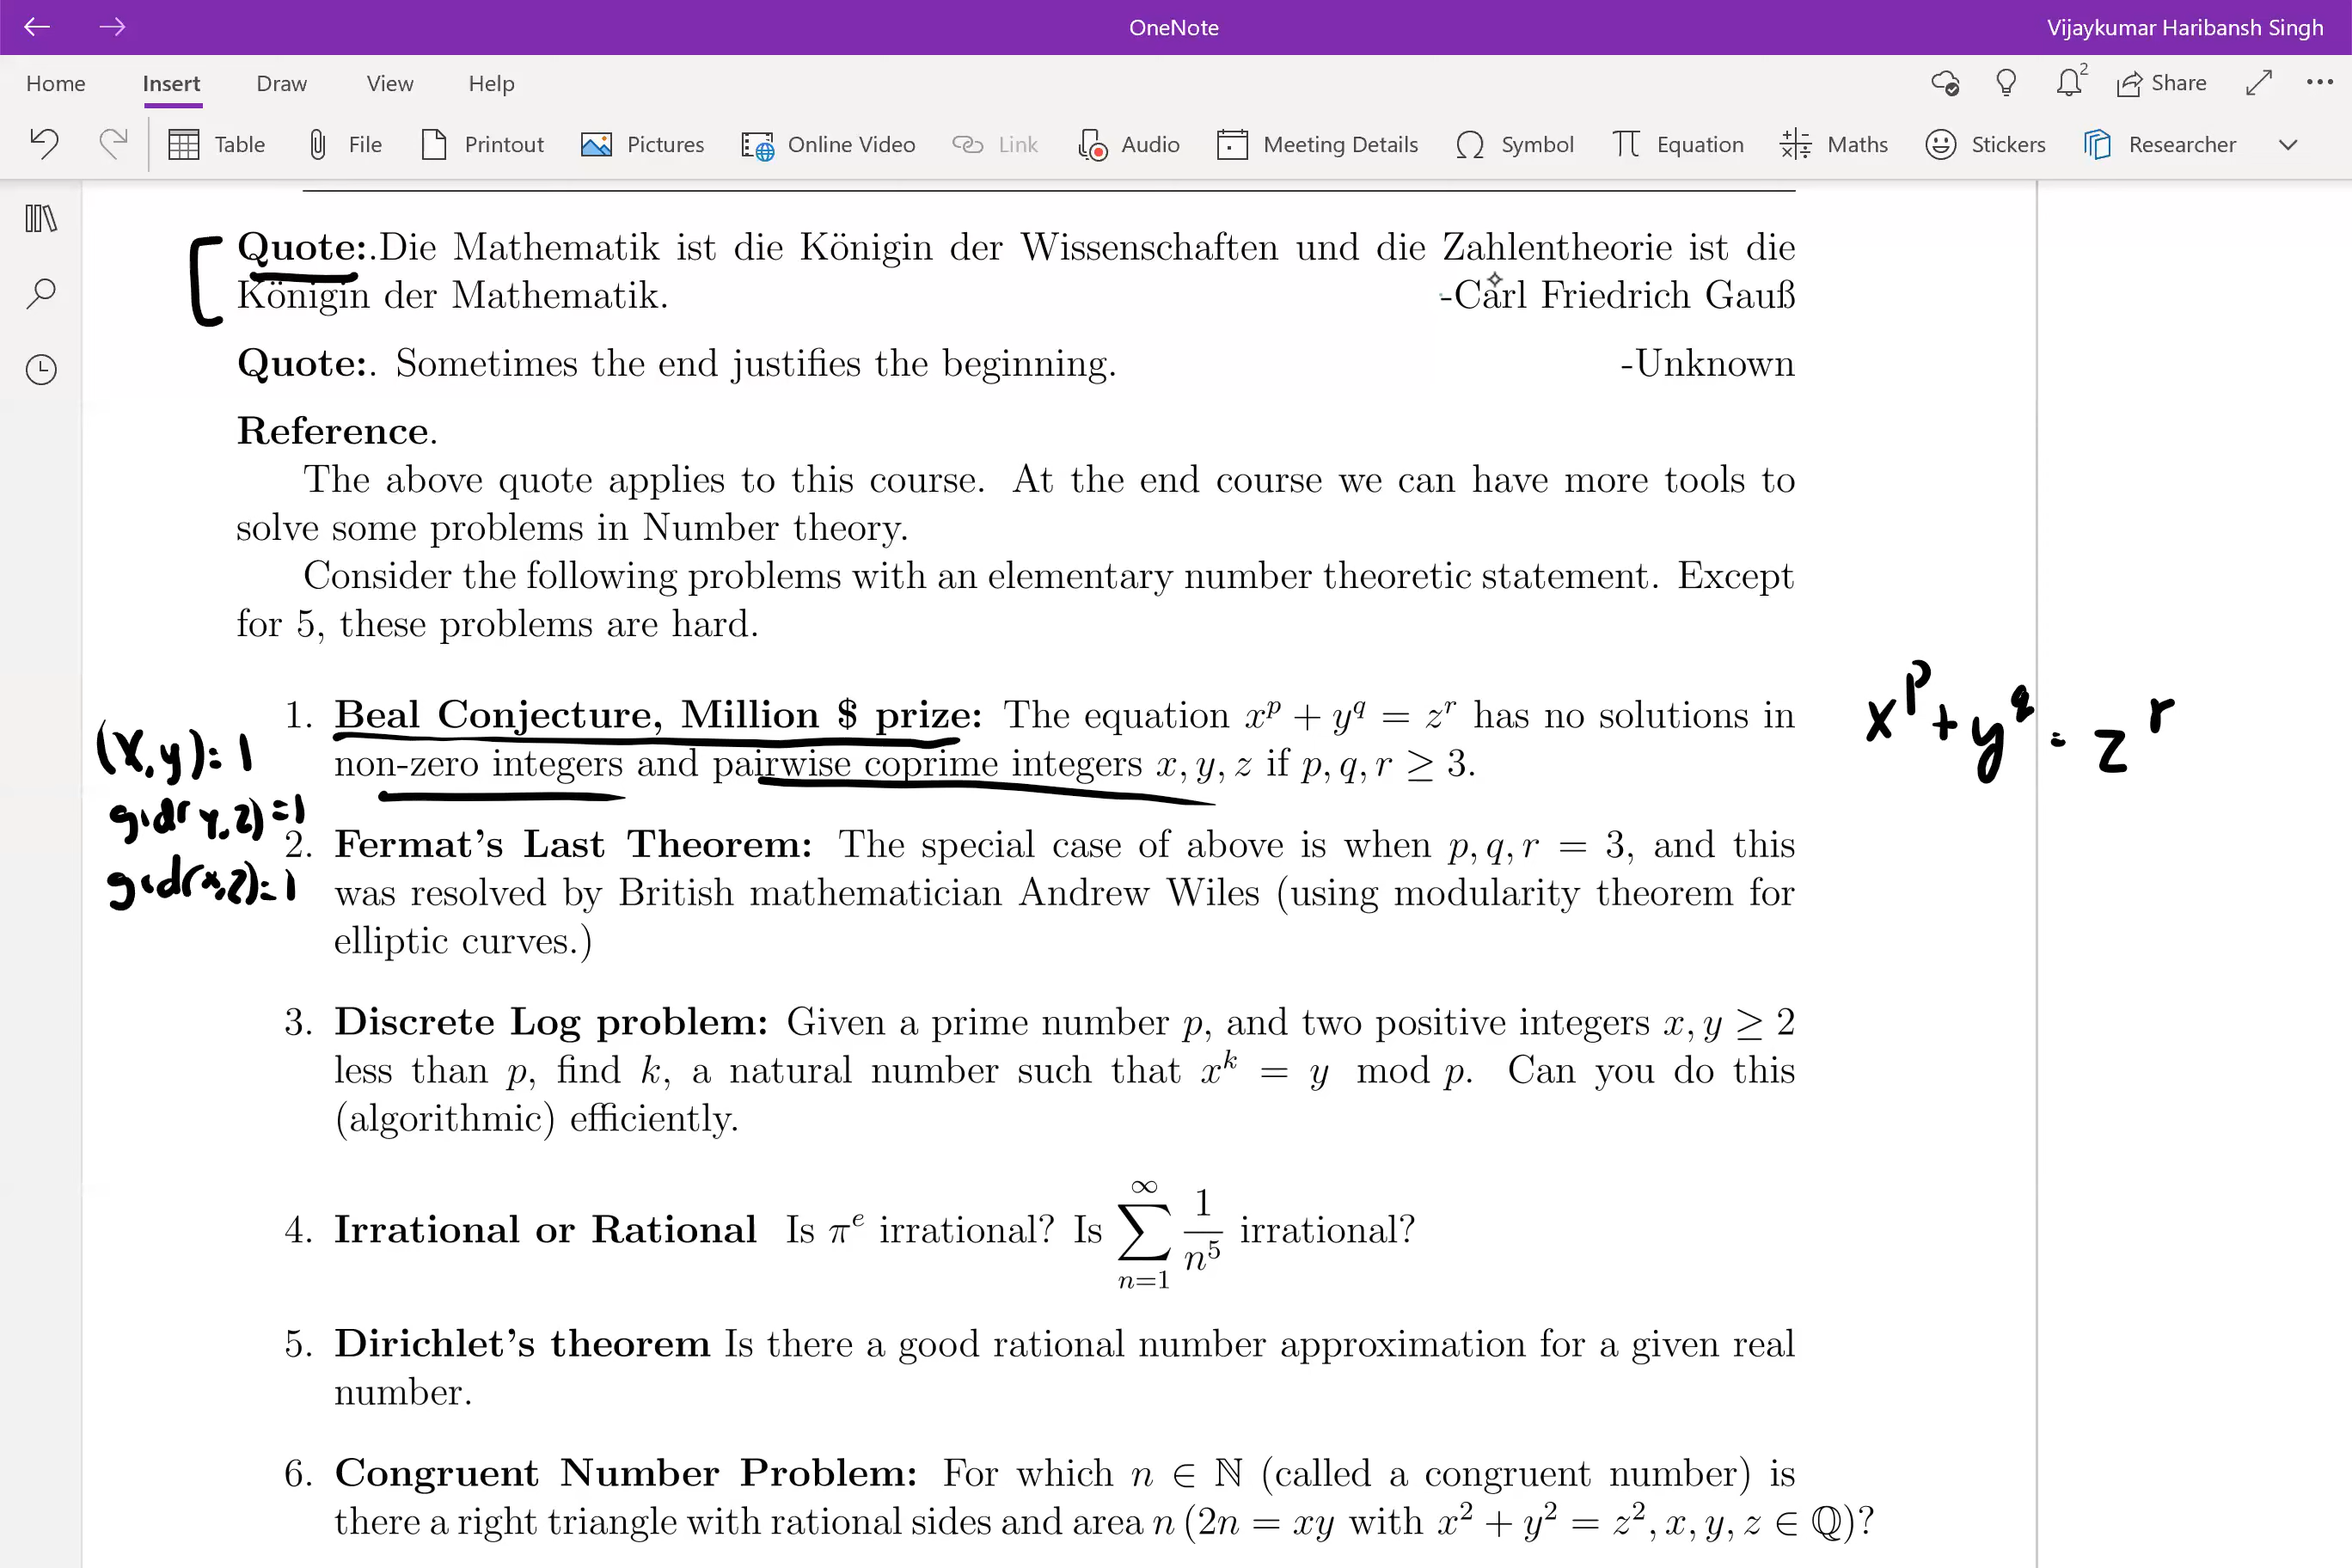 OneNote
Vijaykumar Haribansh Singh
Home Insert Draw View Help
2
Share
Table File Printout Pictures Online Video Link Audio Meeting Details Symbol Equation Maths Stickers Researcher
Quote:.Die Mathematik ist die Königin der Wissenschaften und die Zahlentheorie ist die
Königin der Mathematik. -Carl Friedrich Gauß
Quote:. Sometimes the end justifies the beginning. -Unknown
Reference.
The above quote applies to this course. At the end course we can have more tools to
solve some problems in Number theory.
Consider the following problems with an elementary number theoretic statement. Except
for 5, these problems are hard.
1. Beal Conjecture, Million $ prize: The equation x^p + y^q = z^r has no solutions in
non-zero integers and pairwise coprime integers x, y, z if p, q, r ≥ 3.
x^p + y^q = z^r
(x,y)=1
gcd(y,z)=1
gcd(x,z)=1
2. Fermat's Last Theorem: The special case of above is when p, q, r = 3, and this
was resolved by British mathematician Andrew Wiles (using modularity theorem for
elliptic curves.)
3. Discrete Log problem: Given a prime number p, and two positive integers x, y ≥ 2
less than p, find k, a natural number such that x^k = y mod p. Can you do this
(algorithmic) efficiently.
4. Irrational or Rational Is π^e irrational? Is ∑_{n=1}^{∞} 1/n^5 irrational?
5. Dirichlet's theorem Is there a good rational number approximation for a given real
number.
6. Congruent Number Problem: For which n ∈ ℕ (called a congruent number) is
there a right triangle with rational sides and area n (2n = xy with x² + y² = z², x, y, z ∈ ℚ)?